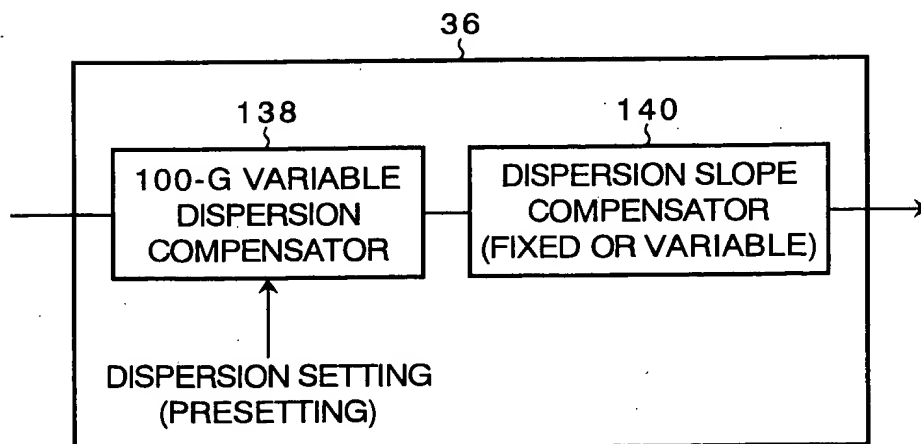 36
138
140
100-G VARIABLE
DISPERSION
COMPENSATOR
DISPERSION SLOPE
COMPENSATOR
(FIXED OR VARIABLE)
DISPERSION SETTING
(PRESETTING)